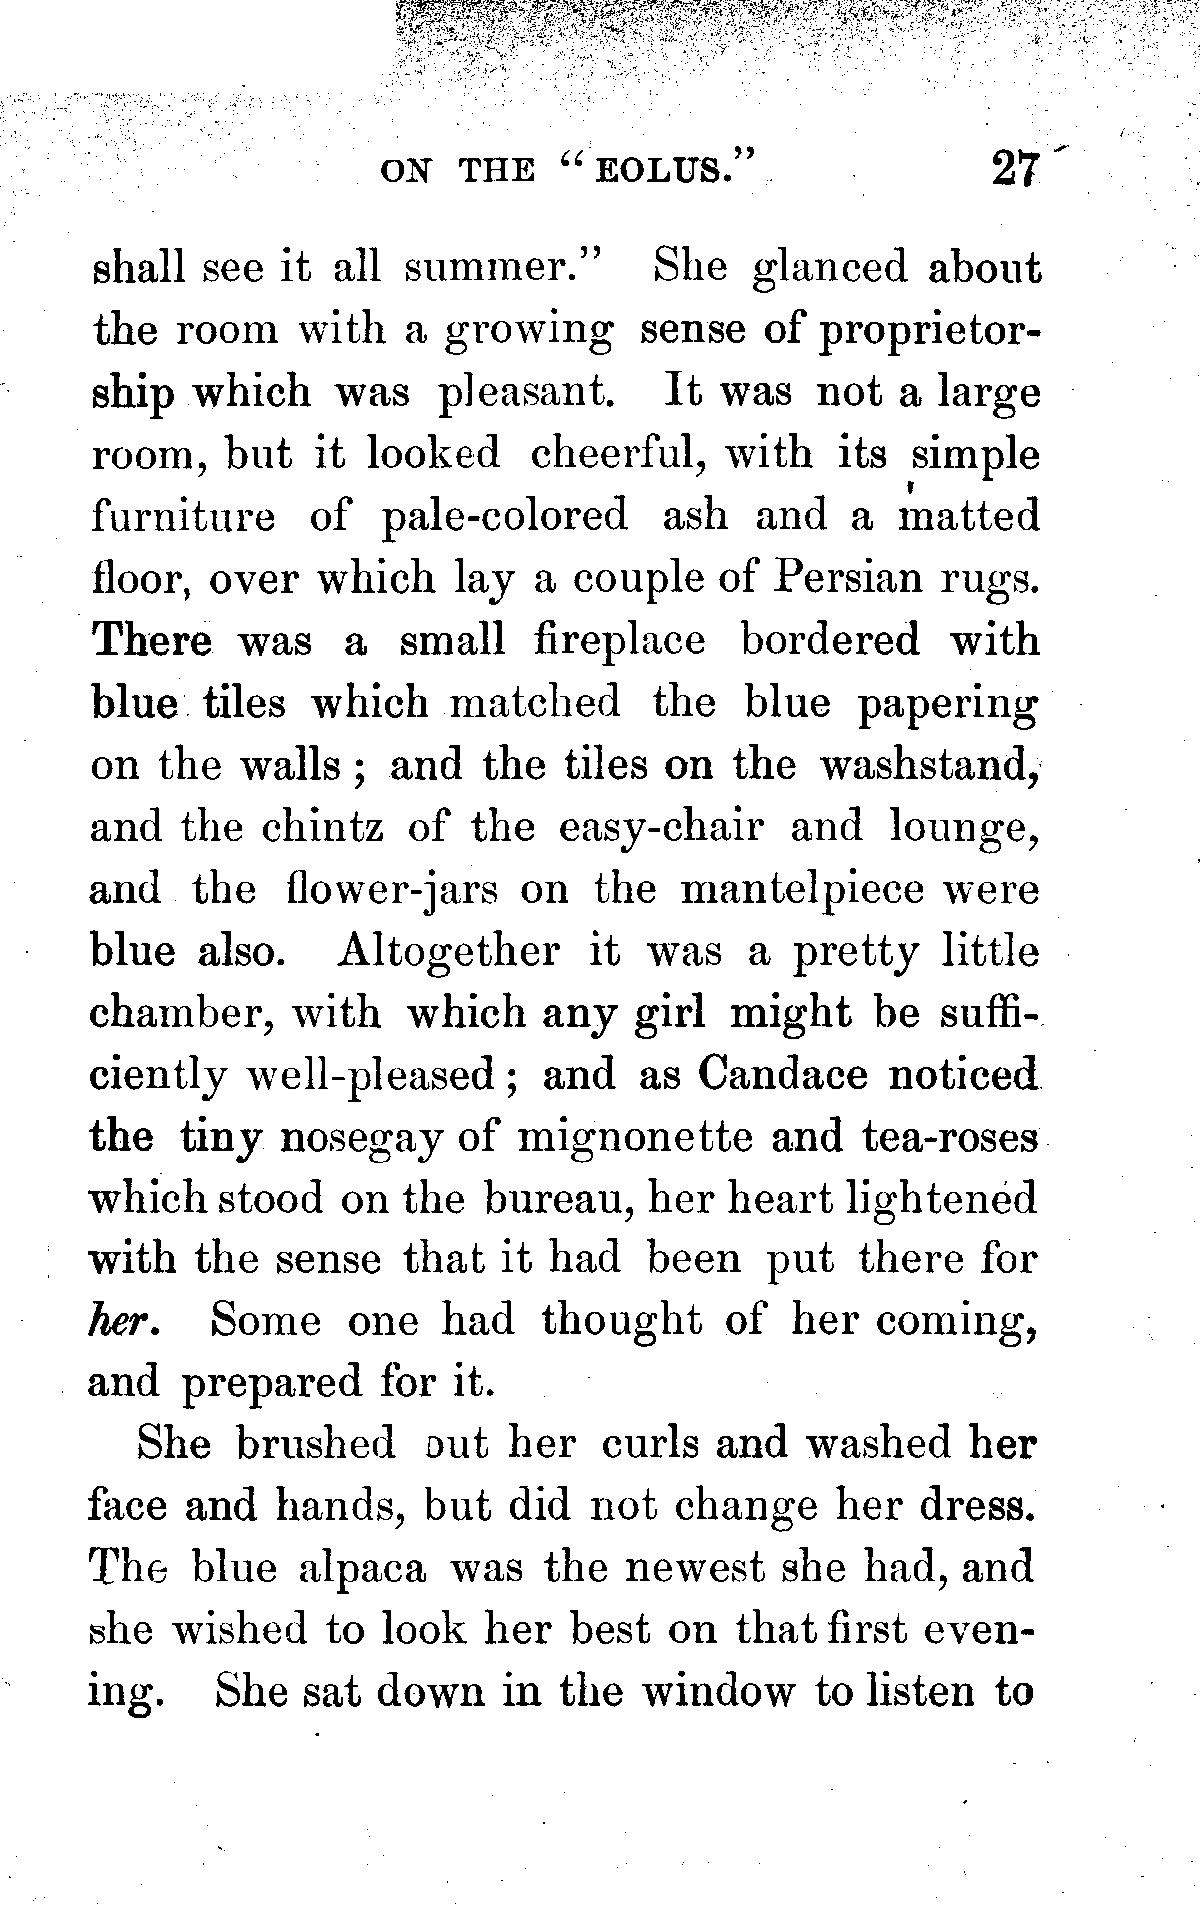 ON THE "EOLUS." 27
shall see it all summer." She glanced about
the room with a growing sense of proprietor-
ship which was pleasant. It was not a large
room, but it looked cheerful, with its simple
furniture of pale-colored ash and a matted
floor, over which lay a couple of Persian rugs.
There was a small fireplace bordered with
blue tiles which matched the blue papering
on the walls; and the tiles on the washstand,
and the chintz of the easy-chair and lounge,
and the flower-jars on the mantelpiece were
blue also. Altogether it was a pretty little
chamber, with which any girl might be suffi-
ciently well-pleased; and as Candace noticed
the tiny nosegay of mignonette and tea-roses
which stood on the bureau, her heart lightened
with the sense that it had been put there for
her. Some one had thought of her coming,
and prepared for it.
She brushed out her curls and washed her
face and hands, but did not change her dress.
The blue alpaca was the newest she had, and
she wished to look her best on that first even-
ing. She sat down in the window to listen to